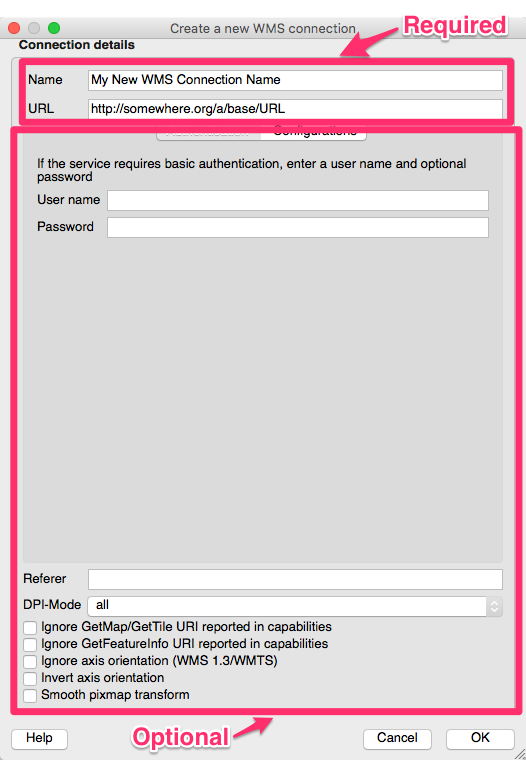 Create a new WMS connection
Required
Connection details
Name My New WMS Connection Name
URL http://somewhere.org/a/base/URL
Authentication Configurations
If the service requires basic authentication, enter a user name and optional
password
User name
Password
Referer
DPI-Mode all
Ignore GetMap/GetTile URI reported in capabilities
Ignore GetFeatureInfo URI reported in capabilities
Ignore axis orientation (WMS 1.3/WMTS)
Invert axis orientation
Smooth pixmap transform
Optional
Help Cancel OK